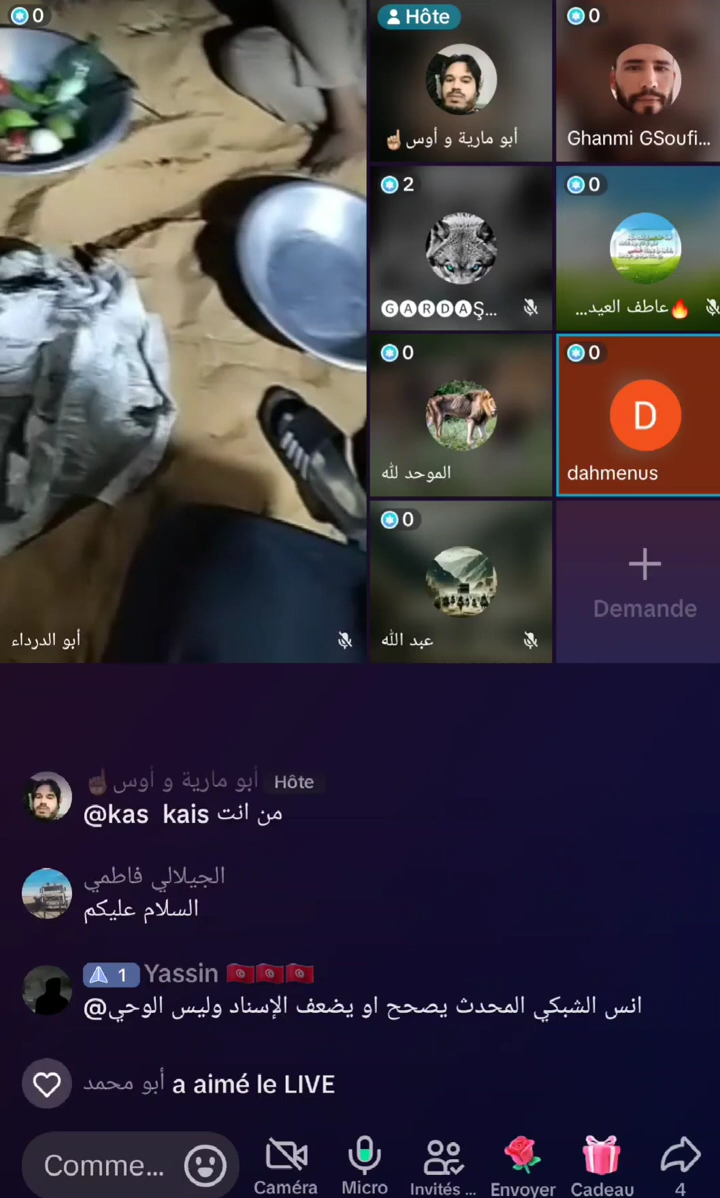 0
Hôte
أبو مارية و أوس☝🏽
0
Ghanmi GSoufi...
2
🅖🅐🅡🅓🅐Ş...
0
🔥عاطف العيد...
0
الموحد لله
0
D
dahmenus
0
عبد الله
Demande
أبو الدرداء
أبو مارية و أوس☝🏽 Hôte
@kas kais من انت
الجيلالي فاطمي
السلام عليكم
1 Yassin 🇹🇳🇹🇳🇹🇳
@انس الشبكي المحدث يصحح او يضعف الإسناد وليس الوحي
أبو محمد a aimé le LIVE
Comme...
Caméra
Micro
Invités ...
Envoyer
Cadeau
4